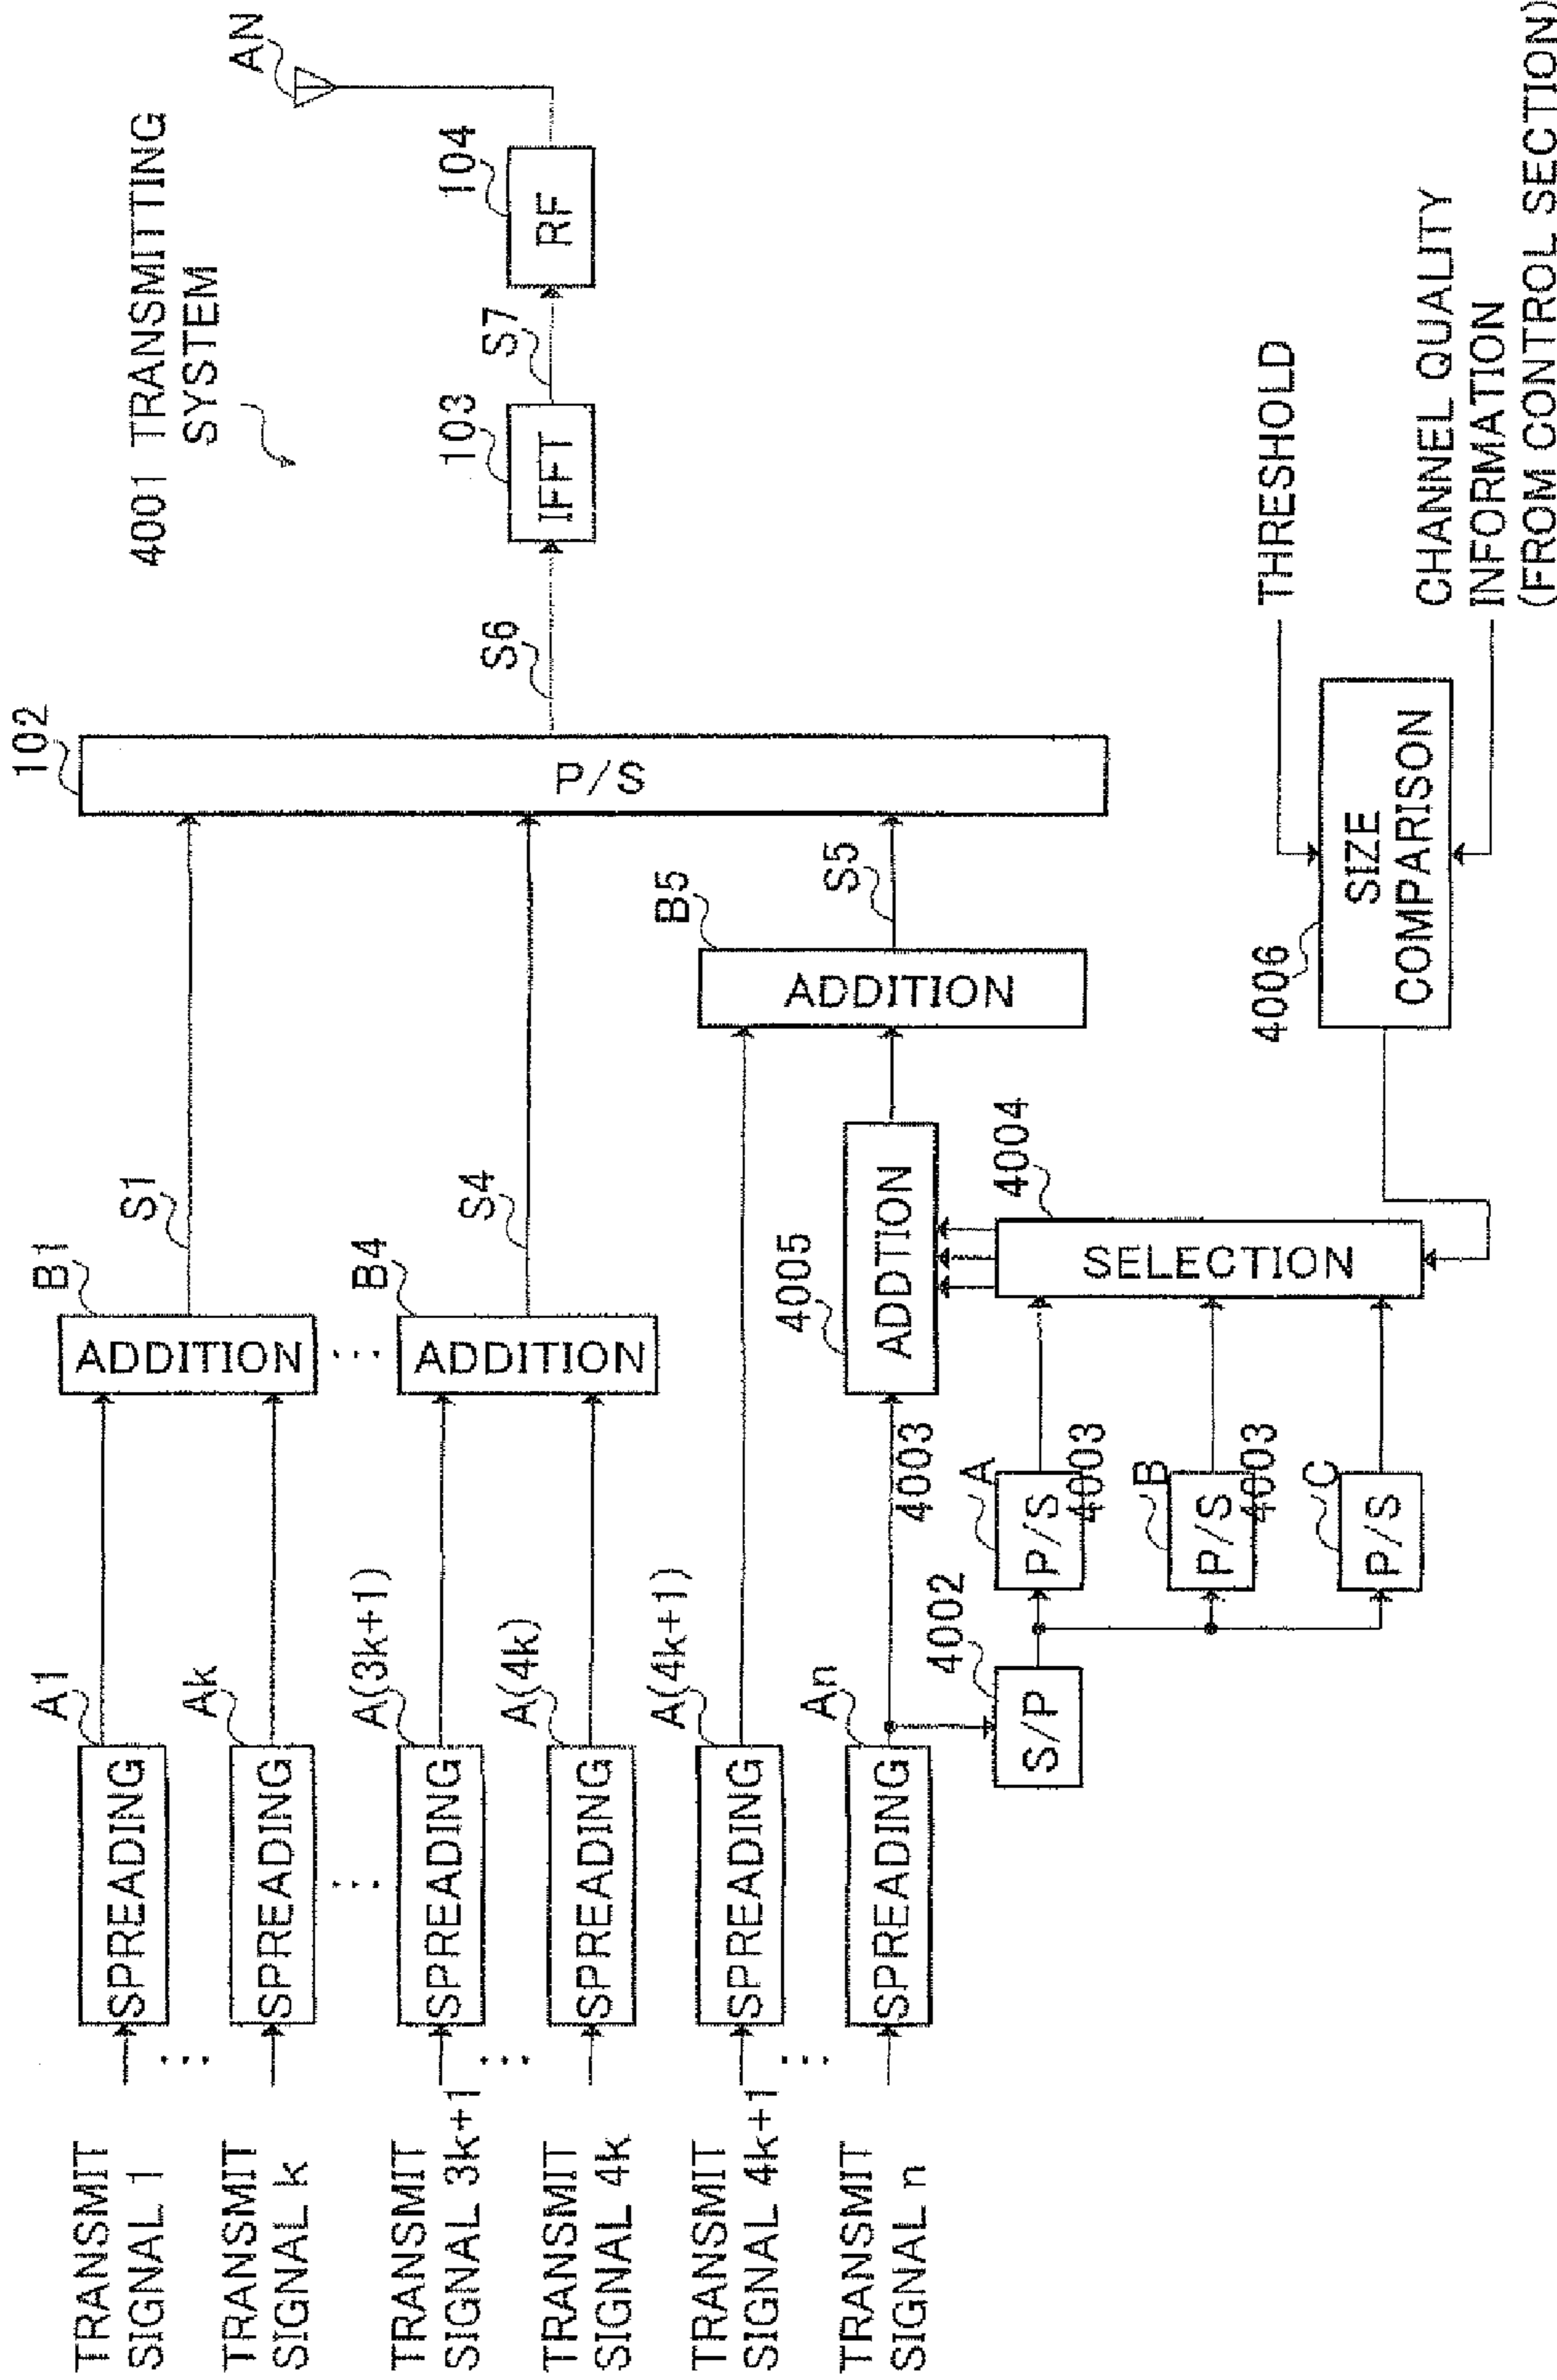 4001 TRANSMITTING
SYSTEM
AN
TRANSMIT
SIGNAL 1
SPREADING
A1
TRANSMIT
SIGNAL k
SPREADING
Ak
ADDITION
B1
S1
TRANSMIT
SIGNAL 3k+1
SPREADING
A(3k+1)
TRANSMIT
SIGNAL 4k
SPREADING
A(4k)
ADDITION
B4
S4
TRANSMIT
SIGNAL 4k+1
SPREADING
A(4k+1)
TRANSMIT
SIGNAL n
SPREADING
An
4005
ADDTION
B5
ADDITION
S5
102
P/S
S6
103
IFFT
S7
104
RF
4002
S/P
4003
A
P/S
4003
B
P/S
4003
C
P/S
4004
SELECTION
4006
SIZE
COMPARISON
THRESHOLD
CHANNEL QUALITY
INFORMATION
(FROM CONTROL SECTION)